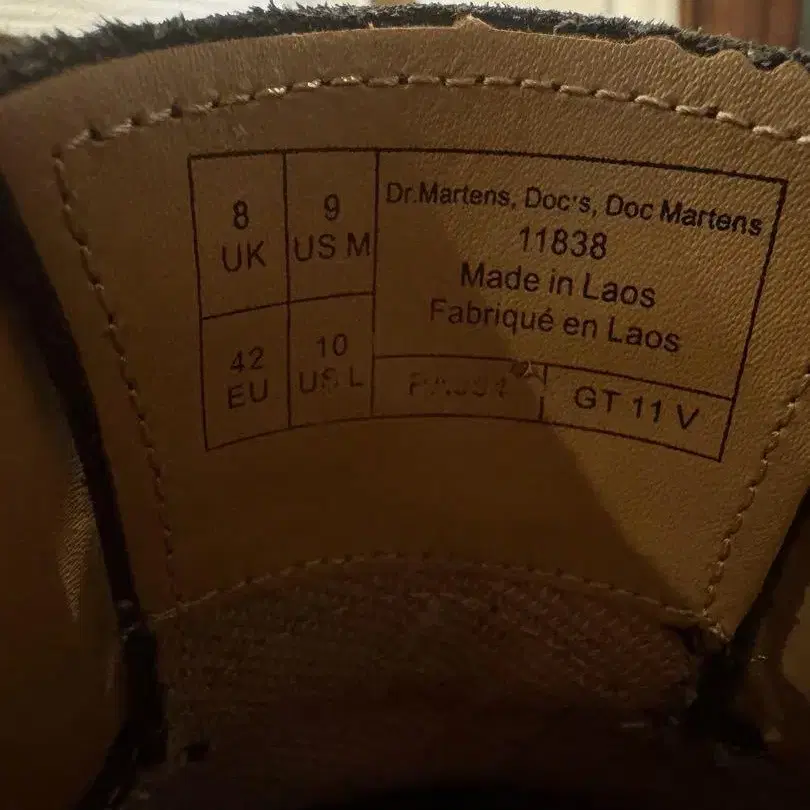 8
UK
9
US M
42
EU
10
US L
Dr.Martens, Doc's, Doc Martens
11838
Made in Laos
Fabriqué en Laos
GT 11 V